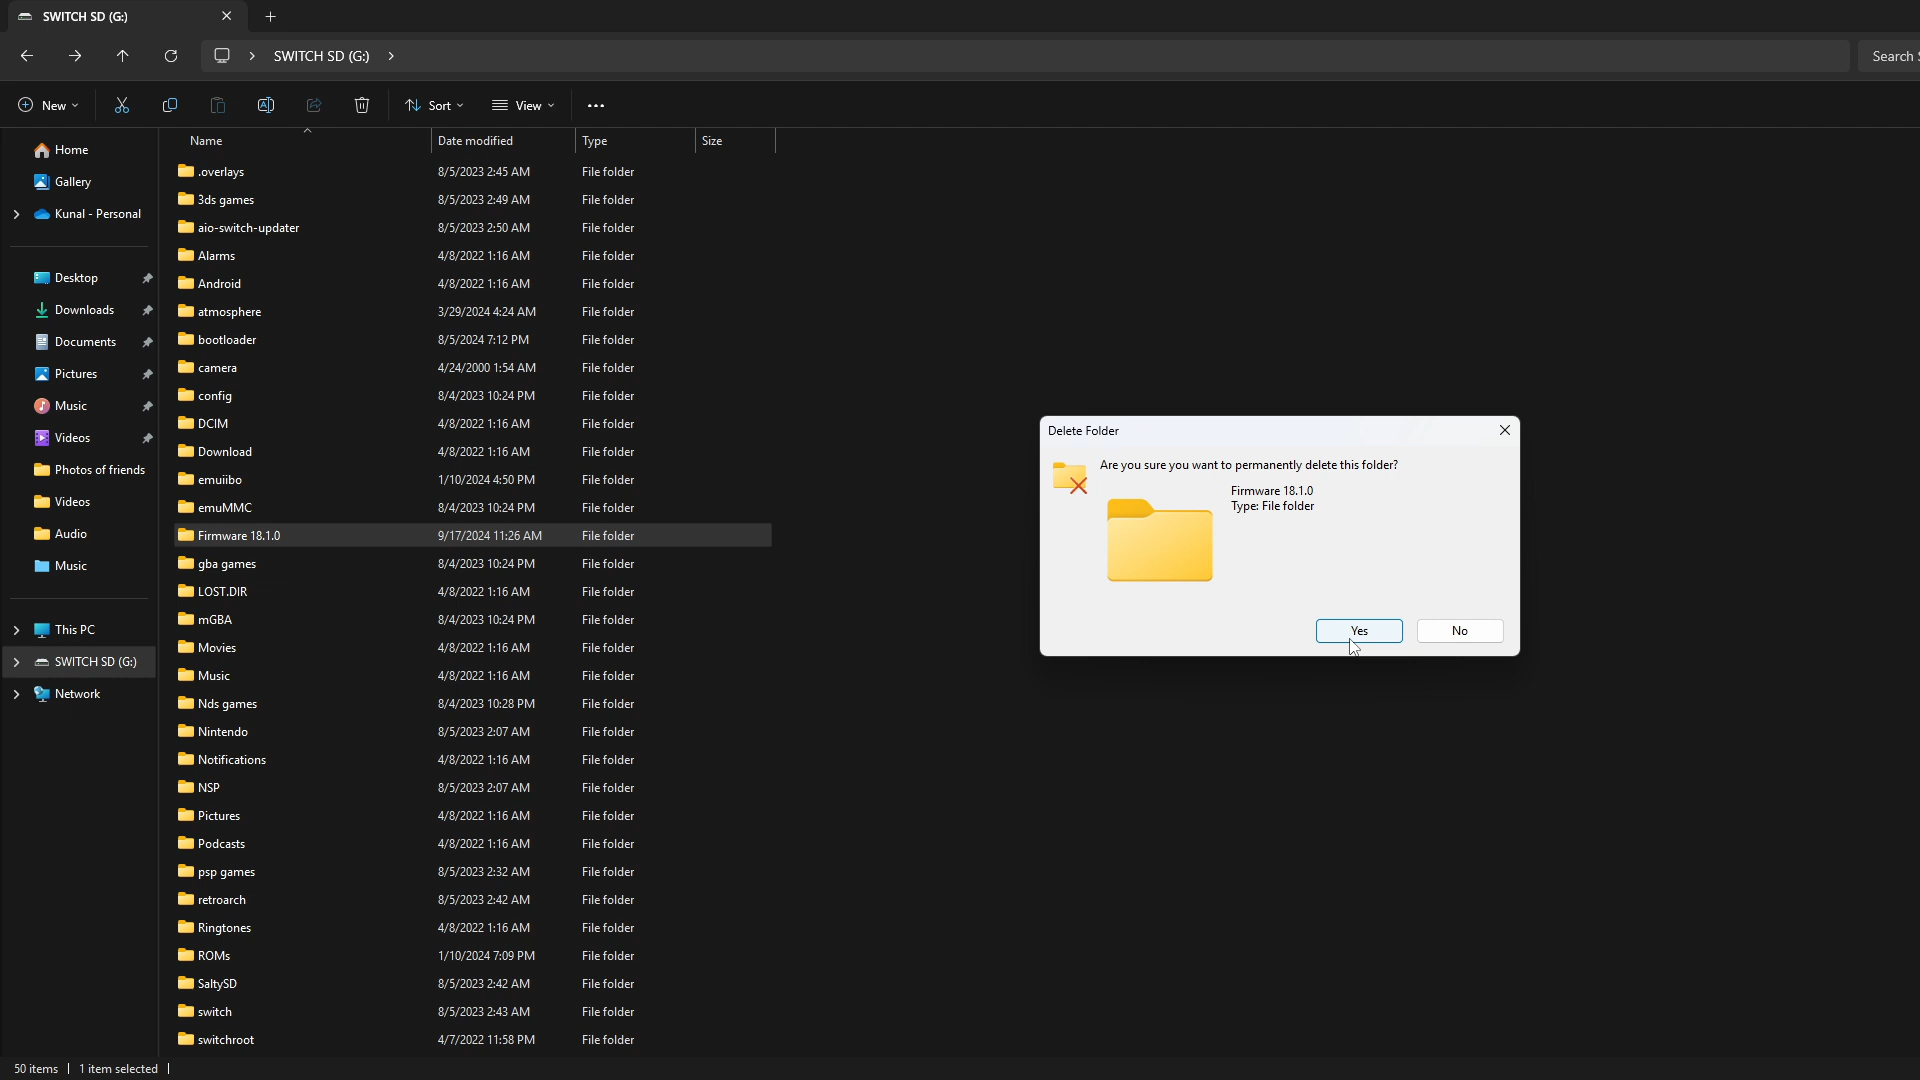 SWITCH SD (G:)
SWITCH SD (G:)
Search S
New
Sort
View
Home
Gallery
Kunal - Personal
Desktop
Downloads
Documents
Pictures
Music
Videos
Photos of friends
Videos
Audio
Music
This PC
SWITCH SD (G:)
Network
Name Date modified Type Size
.overlays 8/5/2023 2:45 AM File folder
3ds games 8/5/2023 2:49 AM File folder
aio-switch-updater 8/5/2023 2:50 AM File folder
Alarms 4/8/2022 1:16 AM File folder
Android 4/8/2022 1:16 AM File folder
atmosphere 3/29/2024 4:24 AM File folder
bootloader 8/5/2024 7:12 PM File folder
camera 4/24/2000 1:54 AM File folder
config 8/4/2023 10:24 PM File folder
DCIM 4/8/2022 1:16 AM File folder
Download 4/8/2022 1:16 AM File folder
emuiibo 1/10/2024 4:50 PM File folder
emuMMC 8/4/2023 10:24 PM File folder
Firmware 18.1.0 9/17/2024 11:26 AM File folder
gba games 8/4/2023 10:24 PM File folder
LOST.DIR 4/8/2022 1:16 AM File folder
mGBA 8/4/2023 10:24 PM File folder
Movies 4/8/2022 1:16 AM File folder
Music 4/8/2022 1:16 AM File folder
Nds games 8/4/2023 10:28 PM File folder
Nintendo 8/5/2023 2:07 AM File folder
Notifications 4/8/2022 1:16 AM File folder
NSP 8/5/2023 2:07 AM File folder
Pictures 4/8/2022 1:16 AM File folder
Podcasts 4/8/2022 1:16 AM File folder
psp games 8/5/2023 2:32 AM File folder
retroarch 8/5/2023 2:42 AM File folder
Ringtones 4/8/2022 1:16 AM File folder
ROMs 1/10/2024 7:09 PM File folder
SaltySD 8/5/2023 2:42 AM File folder
switch 8/5/2023 2:43 AM File folder
switchroot 4/7/2022 11:58 PM File folder
Delete Folder
Are you sure you want to permanently delete this folder?
Firmware 18.1.0
Type: File folder
Yes No
50 items 1 item selected